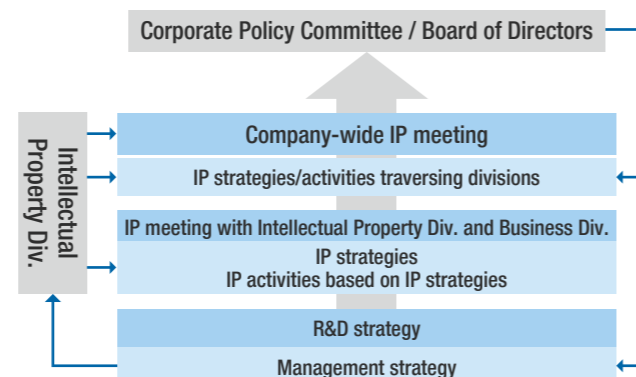 Corporate Policy Committee / Board of Directors
Intellectual
Property Div.
Company-wide IP meeting
IP strategies/activities traversing divisions
IP meeting with Intellectual Property Div. and Business Div.
IP strategies
IP activities based on IP strategies
R&D strategy
Management strategy